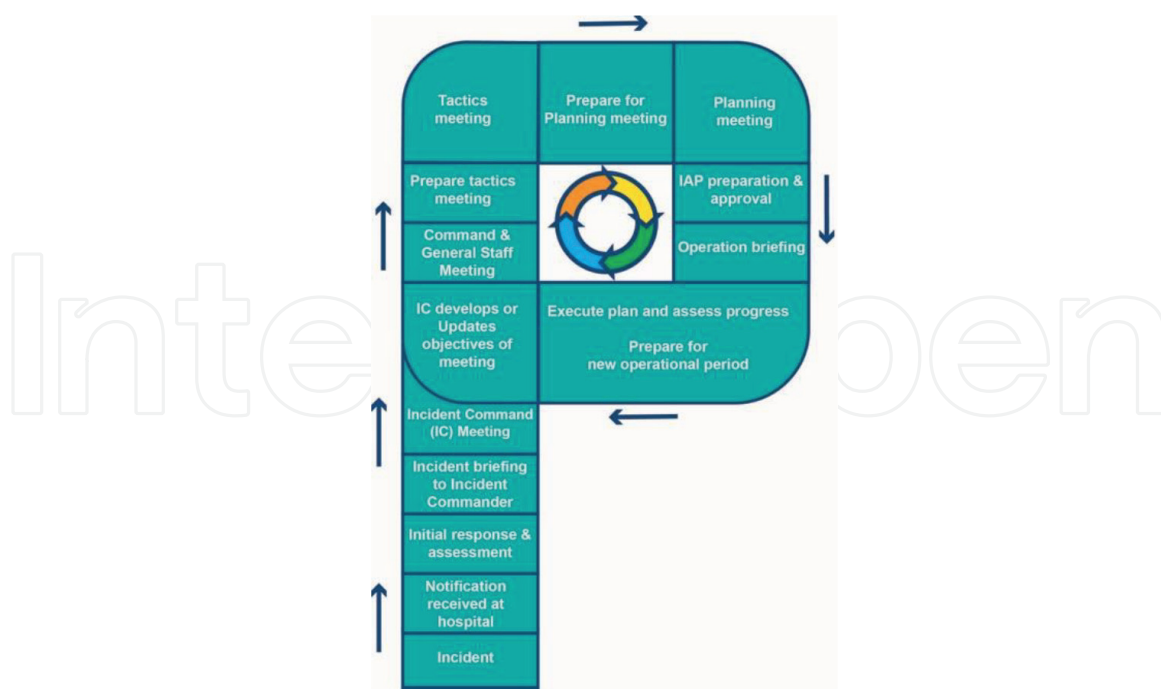 Tactics
meeting
Prepare for
Planning meeting
Planning
meeting
Prepare tactics
meeting
IAP preparation &
approval
Command &
General Staff
Meeting
Operation briefing
IC develops or
Updates
objectives of
meeting
Execute plan and assess progress
Prepare for
new operational period
Incident Command
(IC) Meeting
Incident briefing
to Incident
Commander
Initial response &
assessment
Notification
received at
hospital
Incident